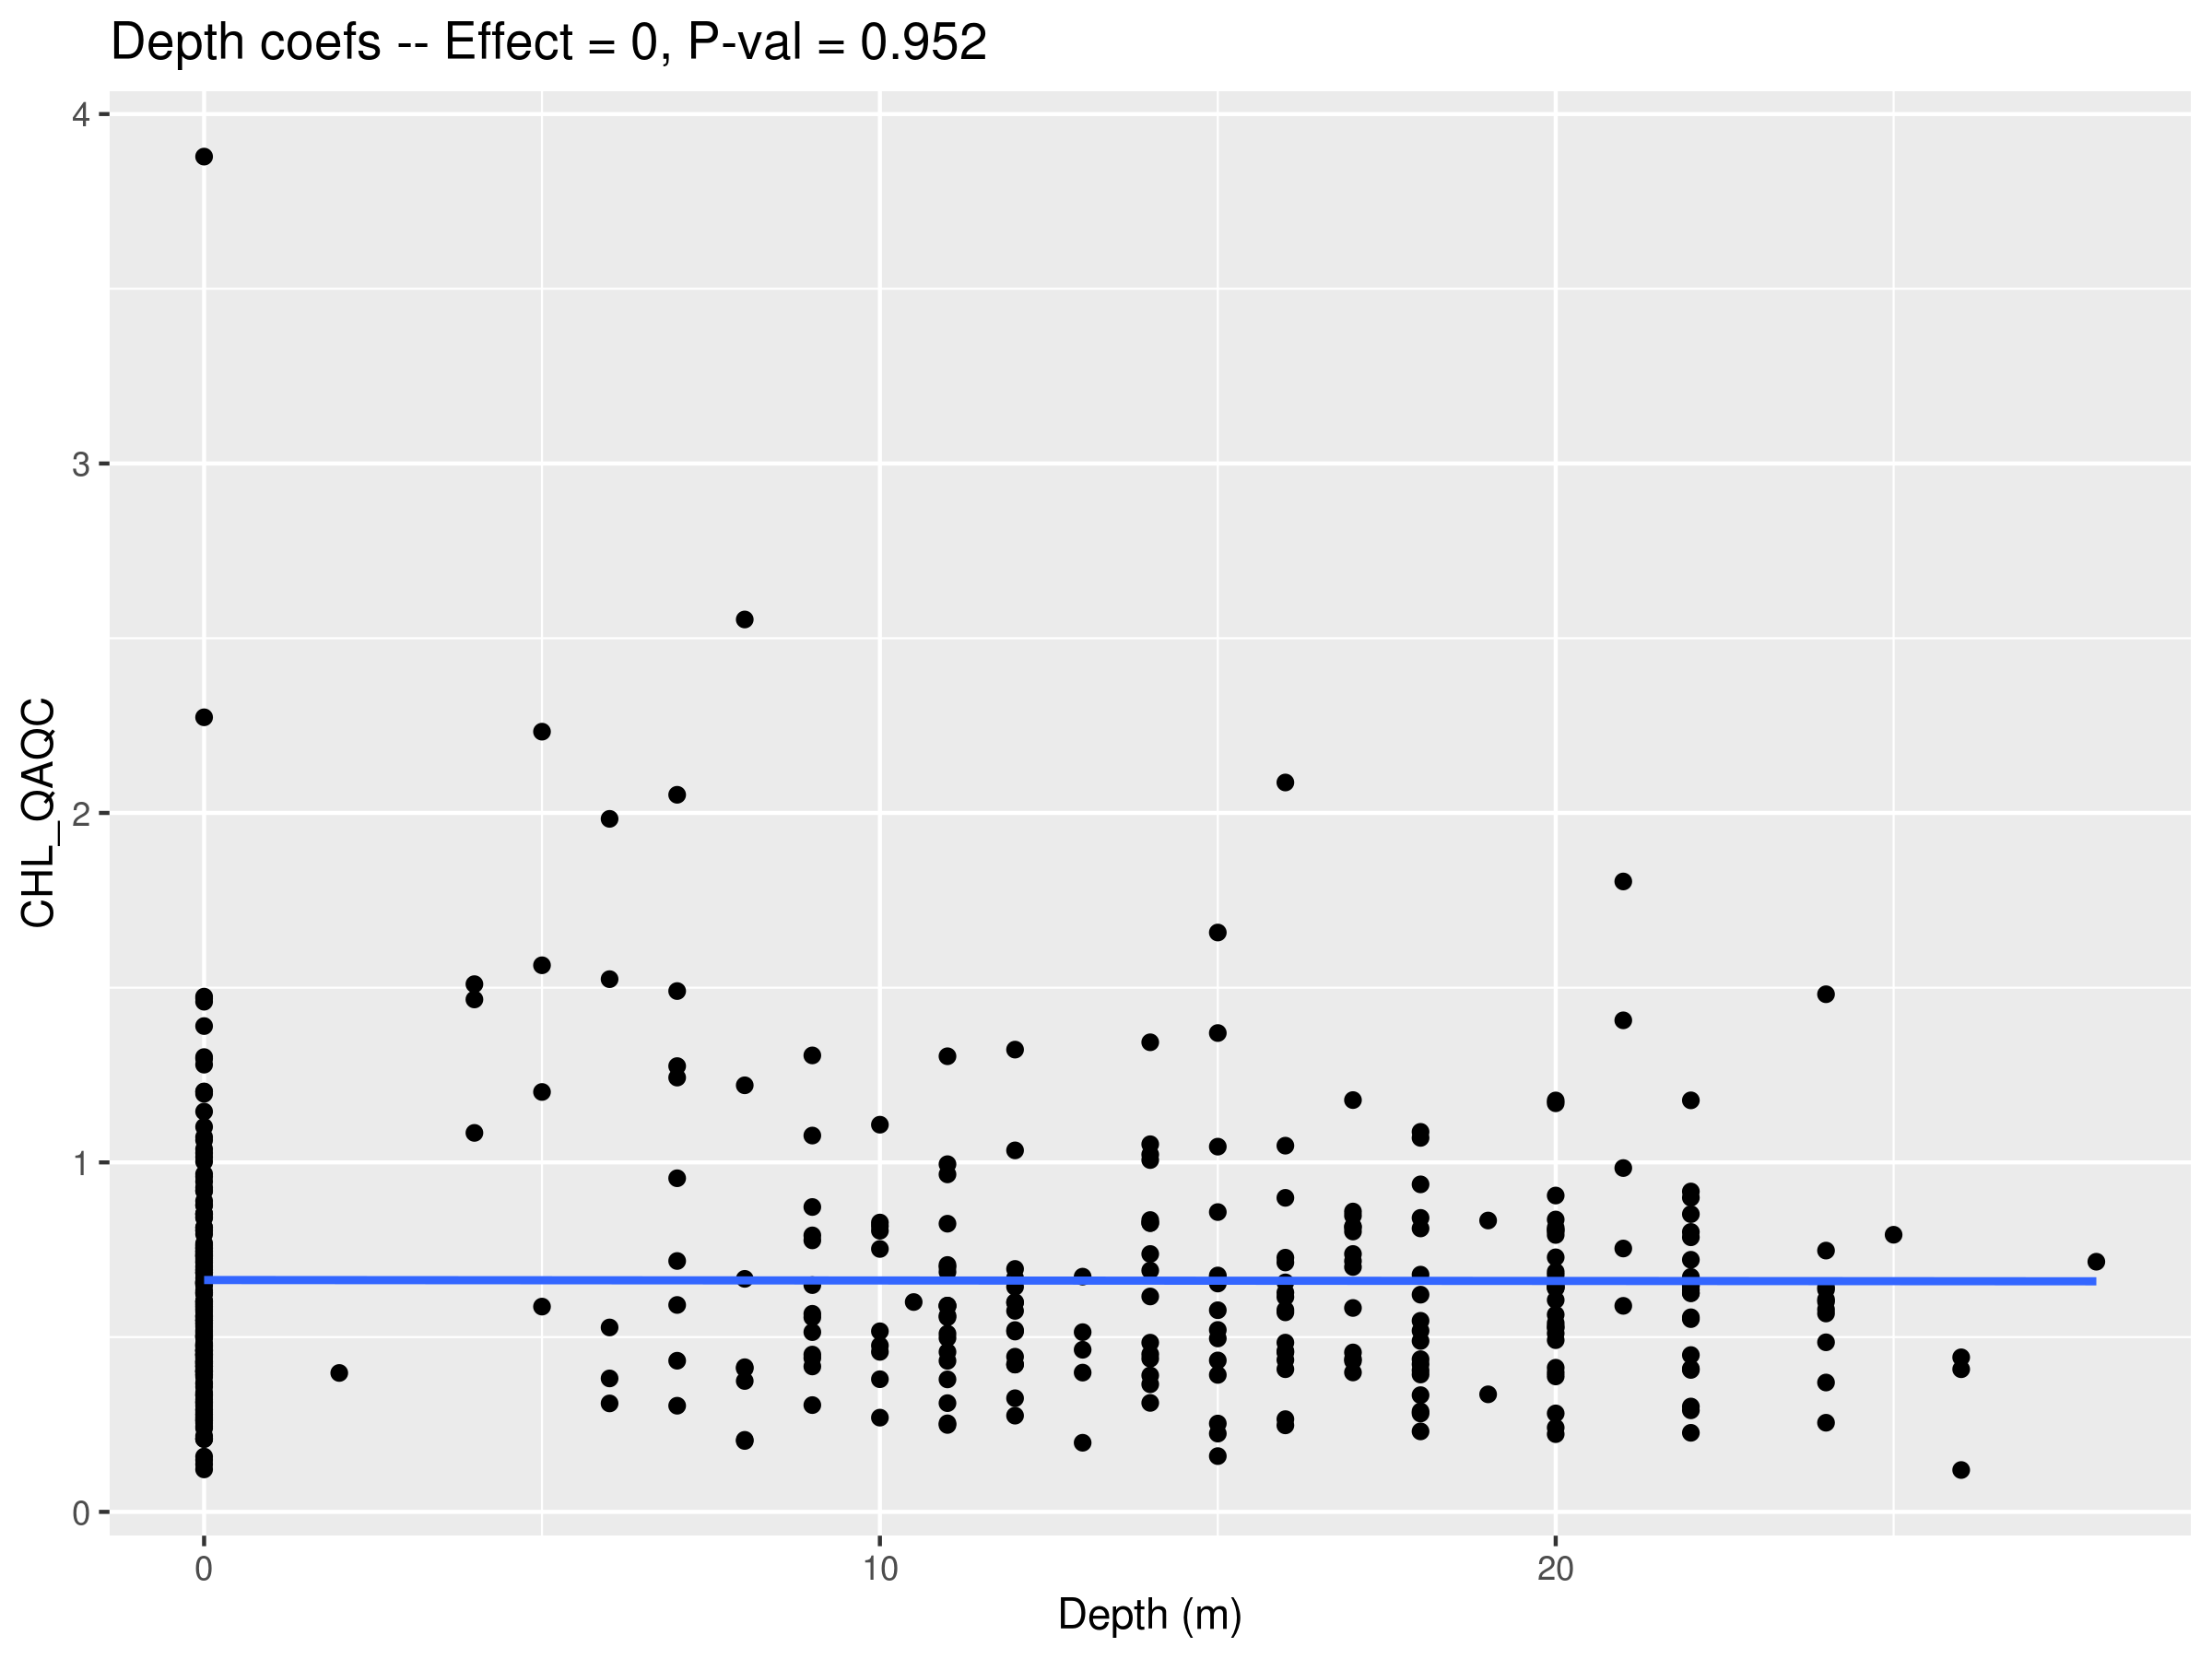 Depth coefs -- Effect = 0, P-val = 0.952
CHL_QAQC
4
3
2
1
0
0
10
20
Depth (m)